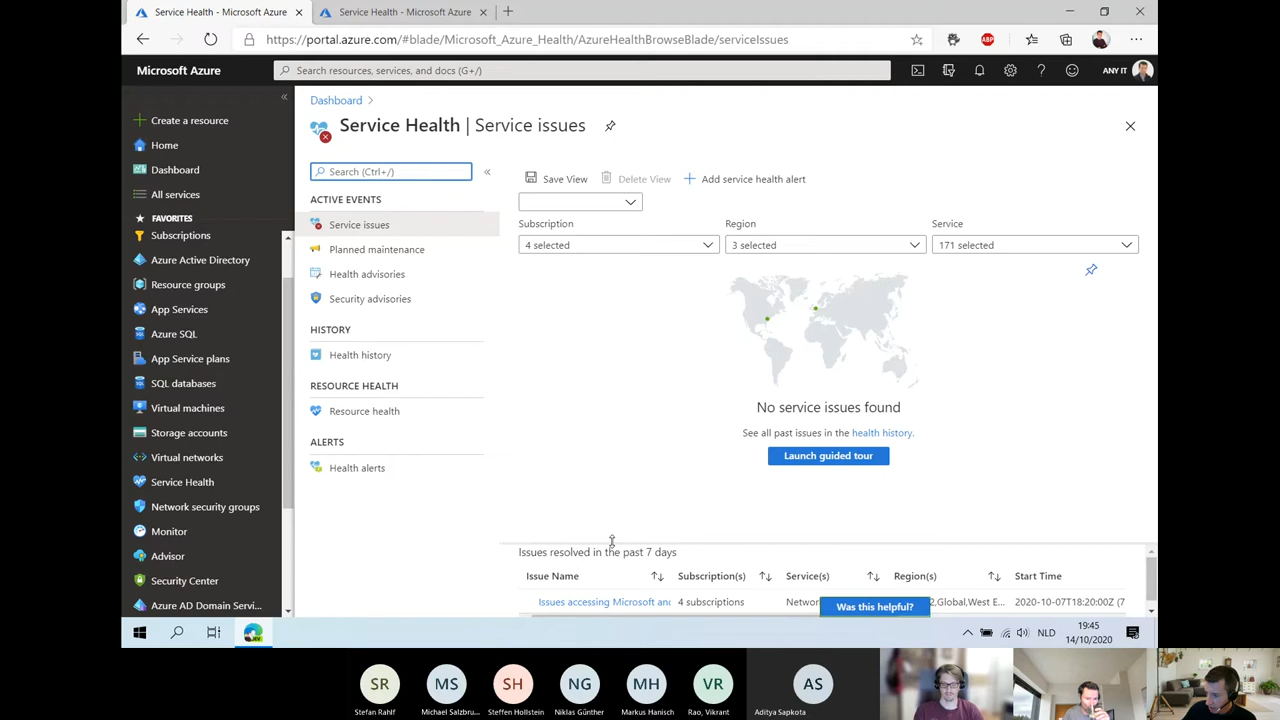 Service Health - Microsoft Azure
Service Health - Microsoft Azure
https://portal.azure.com/#blade/Microsoft_Azure_Health/AzureHealthBrowseBlade/serviceIssues
ABP
Microsoft Azure
Search resources, services, and docs (G+/)
ANY IT
Create a resource
Home
Dashboard
All services
FAVORITES
Subscriptions
Azure Active Directory
Resource groups
App Services
Azure SQL
App Service plans
SQL databases
Virtual machines
Storage accounts
Virtual networks
Service Health
Network security groups
Monitor
Advisor
Security Center
Azure AD Domain Servi...
Dashboard
Service Health | Service issues
Search (Ctrl+/)
ACTIVE EVENTS
Service issues
Planned maintenance
Health advisories
Security advisories
HISTORY
Health history
RESOURCE HEALTH
Resource health
ALERTS
Health alerts
Save View
Delete View
Add service health alert
Subscription
Region
Service
4 selected
3 selected
171 selected
No service issues found
See all past issues in the health history.
Launch guided tour
Issues resolved in the past 7 days
Issue Name
Subscription(s)
Service(s)
Region(s)
Start Time
Issues accessing Microsoft and
4 subscriptions
Networ
2,Global,West E...
2020-10-07T18:20:00Z (7
Was this helpful?
NLD
19:45
14/10/2020
SR
MS
SH
NG
MH
VR
AS
Stefan Rahlf
Michael Salzbru...
Steffen Hollstein
Niklas Günther
Markus Hanisch
Rao, Vikrant
Aditya Sapkota